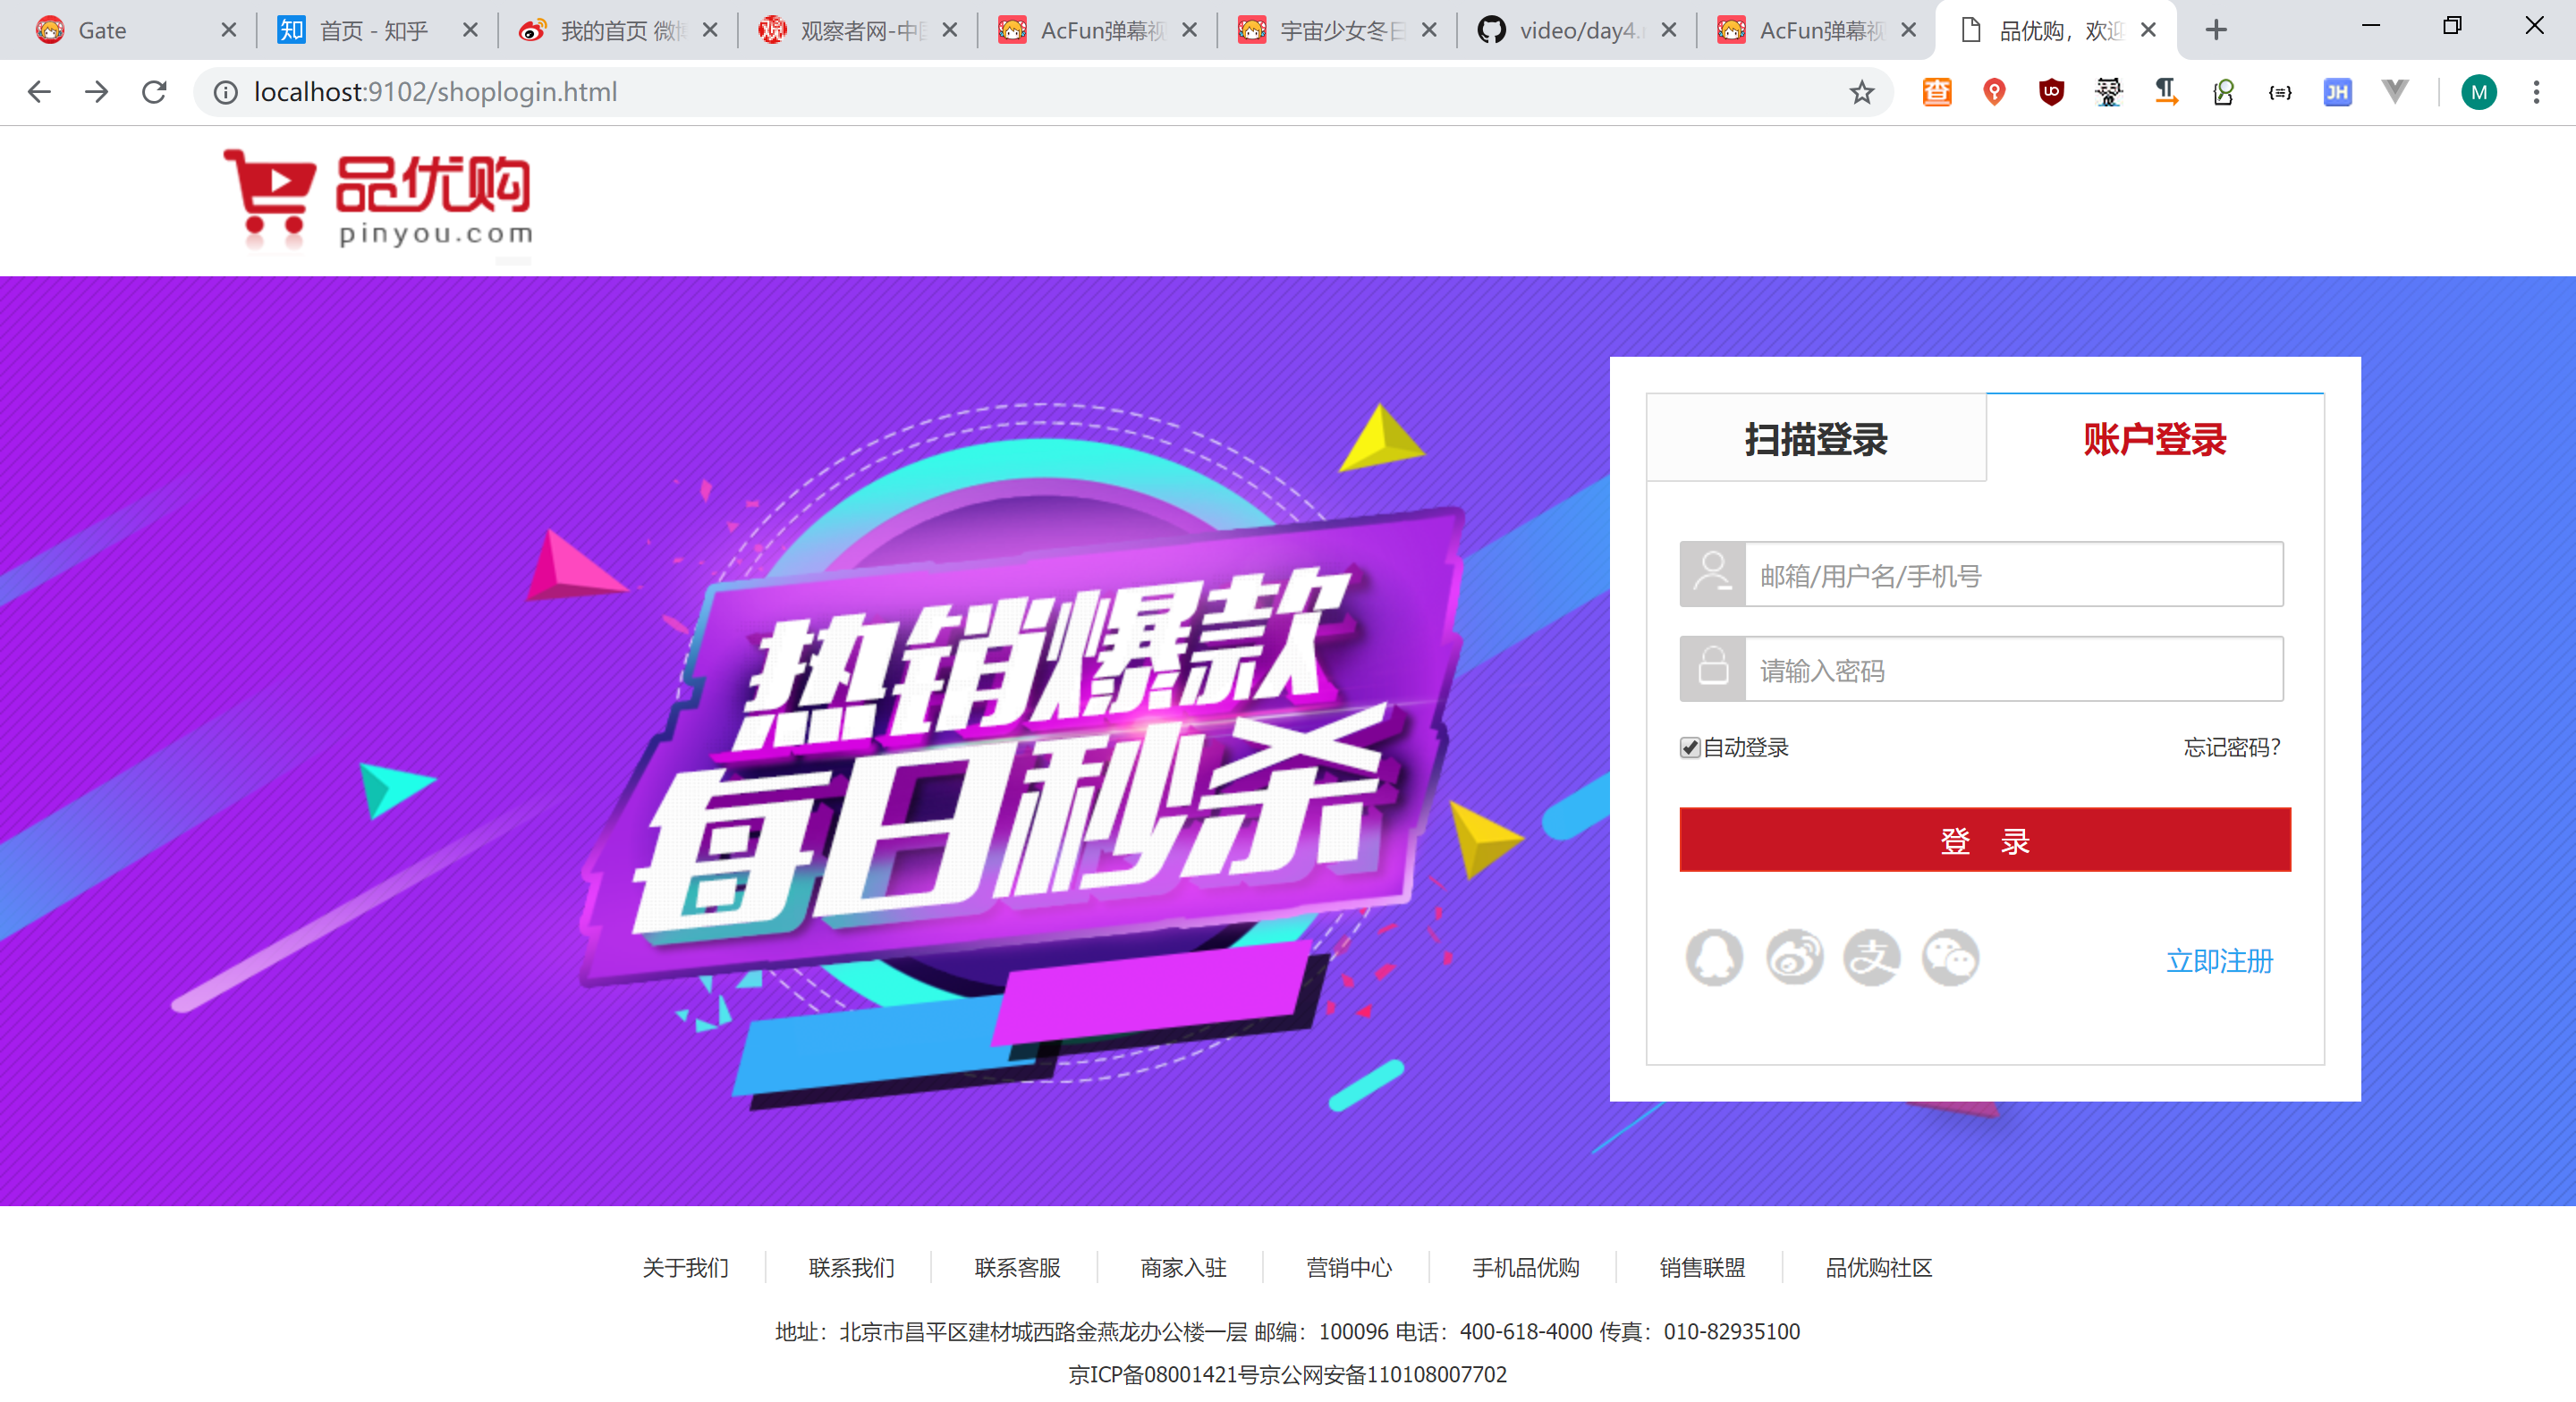 Gate
首页 - 知乎
我的首页 微博
观察者网-中国
AcFun弹幕视
宇宙少女冬日
video/day4.
AcFun弹幕视
品优购，欢迎
localhost:9102/shoplogin.html
查
JH
M
品优购
pinyou.com
扫描登录
账户登录
热销爆款
每日秒杀
邮箱/用户名/手机号
请输入密码
自动登录
忘记密码?
登 录
立即注册
关于我们
联系我们
联系客服
商家入驻
营销中心
手机品优购
销售联盟
品优购社区
地址：北京市昌平区建材城西路金燕龙办公楼一层 邮编：100096 电话：400-618-4000 传真：010-82935100
京ICP备08001421号京公网安备110108007702